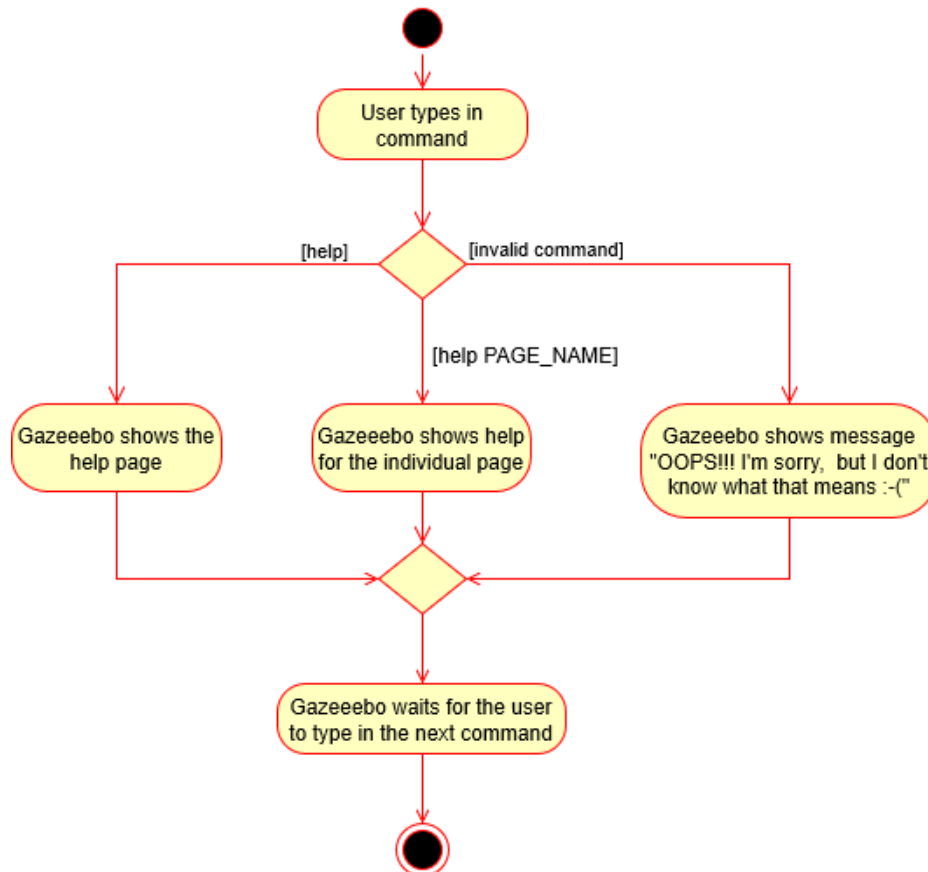 User types in
command
[help]
[invalid command]
[help PAGE_NAME]
Gazeeebo shows the
help page
Gazeeebo shows help
for the individual page
Gazeeebo shows message
"OOPS!!! I'm sorry,  but I don't
know what that means :-("
Gazeeebo waits for the user
to type in the next command